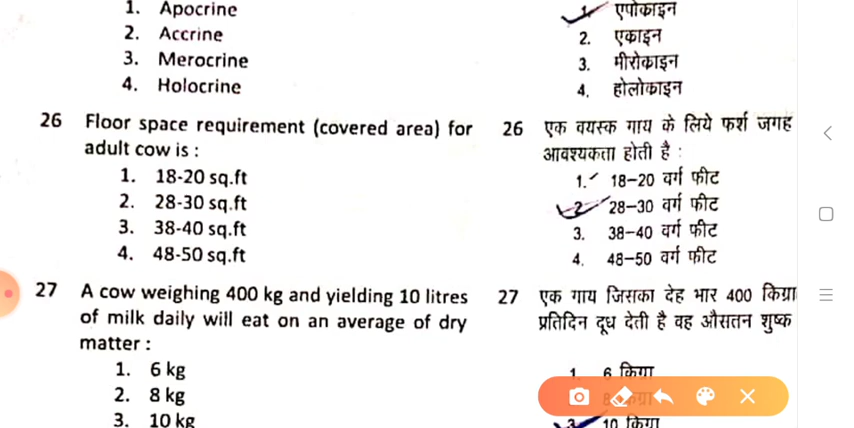 1. Apocrine
2. Accrine
3. Merocrine
4. Holocrine
26 Floor space requirement (covered area) for
adult cow is :
1. 18-20 sq.ft
2. 28-30 sq.ft
3. 38-40 sq.ft
4. 48-50 sq.ft
27 A cow weighing 400 kg and yielding 10 litres
of milk daily will eat on an average of dry
matter :
1. 6 kg
2. 8 kg
3. 10 kg
1. एपोकाइन
2. एकाइन
3. मीरोकाइन
4. होलोकाइन
26 एक वयस्क गाय के लिये फर्श जगह
आवश्यकता होती है :
1. 18–20 वर्ग फीट
2. 28–30 वर्ग फीट
3. 38–40 वर्ग फीट
4. 48–50 वर्ग फीट
27 एक गाय जिसका देह भार 400 किग्रा
प्रतिदिन दूध देती है वह औसतन शुष्क
1. 6 किग्रा
3. 10 किग्रा